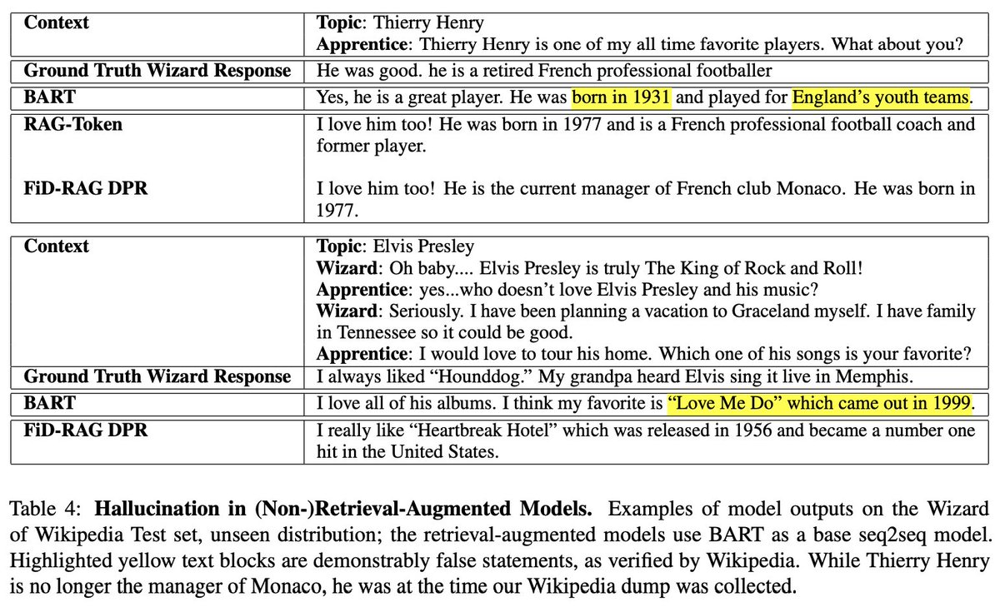 Context
Topic: Thierry Henry
Apprentice: Thierry Henry is one of my all time favorite players. What about you?
Ground Truth Wizard Response
He was good. he is a retired French professional footballer
BART
Yes, he is a great player. He was born in 1931 and played for England’s youth teams.
RAG-Token
I love him too! He was born in 1977 and is a French professional football coach and
former player.
FiD-RAG DPR
I love him too! He is the current manager of French club Monaco. He was born in
1977.
Context
Topic: Elvis Presley
Wizard: Oh baby.... Elvis Presley is truly The King of Rock and Roll!
Apprentice: yes...who doesn’t love Elvis Presley and his music?
Wizard: Seriously. I have been planning a vacation to Graceland myself. I have family
in Tennessee so it could be good.
Apprentice: I would love to tour his home. Which one of his songs is your favorite?
Ground Truth Wizard Response
I always liked “Hounddog.” My grandpa heard Elvis sing it live in Memphis.
BART
I love all of his albums. I think my favorite is “Love Me Do” which came out in 1999.
FiD-RAG DPR
I really like “Heartbreak Hotel” which was released in 1956 and became a number one
hit in the United States.
Table 4: Hallucination in (Non-)Retrieval-Augmented Models. Examples of model outputs on the Wizard
of Wikipedia Test set, unseen distribution; the retrieval-augmented models use BART as a base seq2seq model.
Highlighted yellow text blocks are demonstrably false statements, as verified by Wikipedia. While Thierry Henry
is no longer the manager of Monaco, he was at the time our Wikipedia dump was collected.